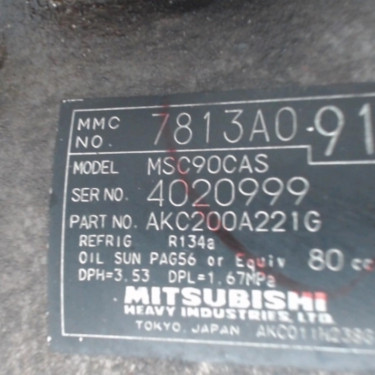 MMC NO. 7813A0-91
MODEL MSC90CAS
SER NO. 4020999
PART NO. AKC200A221G
REFRIG R134a
OIL SUN PAG56 or Equiv 80 cc
DPH=3.53 DPL=1.67MPa
MITSUBISHI
HEAVY INDUSTRIES, LTD.
TOKYO, JAPAN